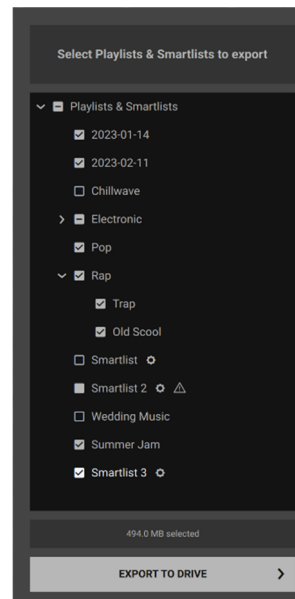 Select Playlists & Smartlists to export
Playlists & Smartlists
2023-01-14
2023-02-11
Chillwave
Electronic
Pop
Rap
Trap
Old Scool
Smartlist
Smartlist 2
Wedding Music
Summer Jam
Smartlist 3
494.0 MB selected
EXPORT TO DRIVE